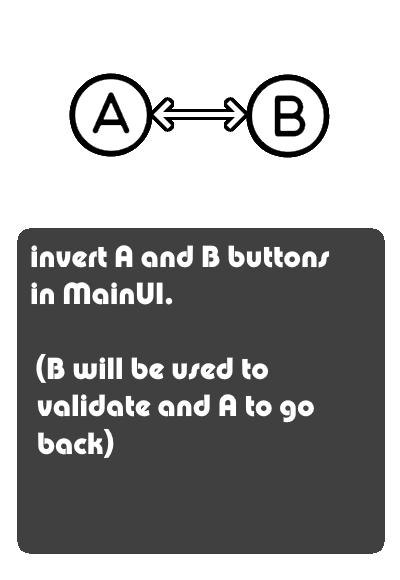 A B
invert A and B buttons
in MainUI.
(B will be used to
validate and A to go
back)